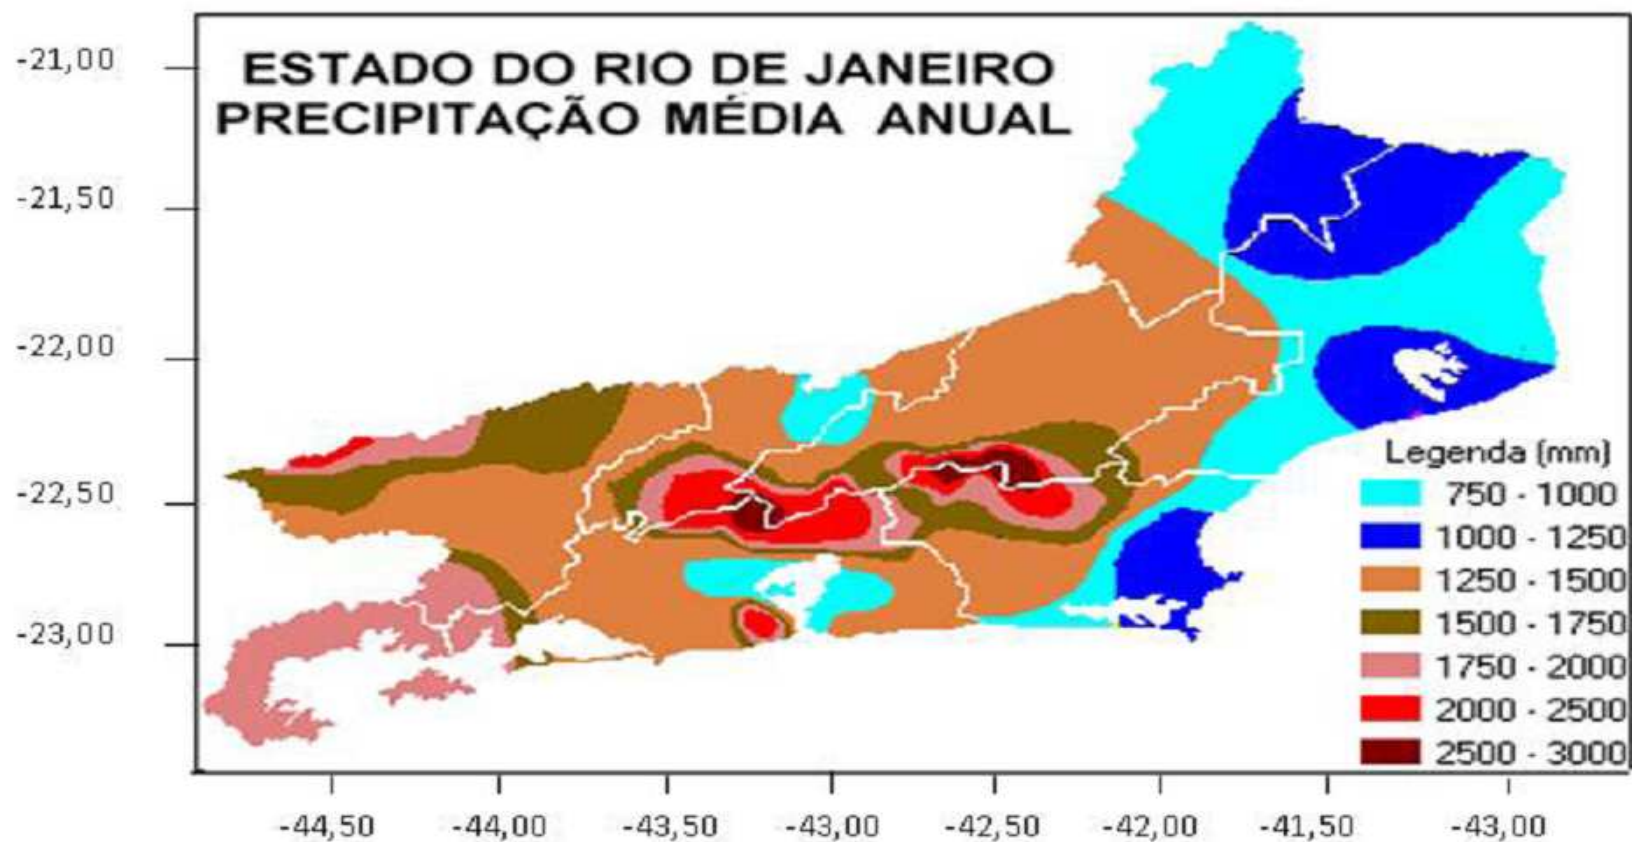 ESTADO DO RIO DE JANEIRO
PRECIPITAÇÃO MÉDIA ANUAL
-21,00
-21,50
-22,00
-22,50
-23,00
Legenda (mm)
750 - 1000
1000 - 1250
1250 - 1500
1500 - 1750
1750 - 2000
2000 - 2500
2500 - 3000
-44,50 -44,00 -43,50 -43,00 -42,50 -42,00 -41,50 -43,00